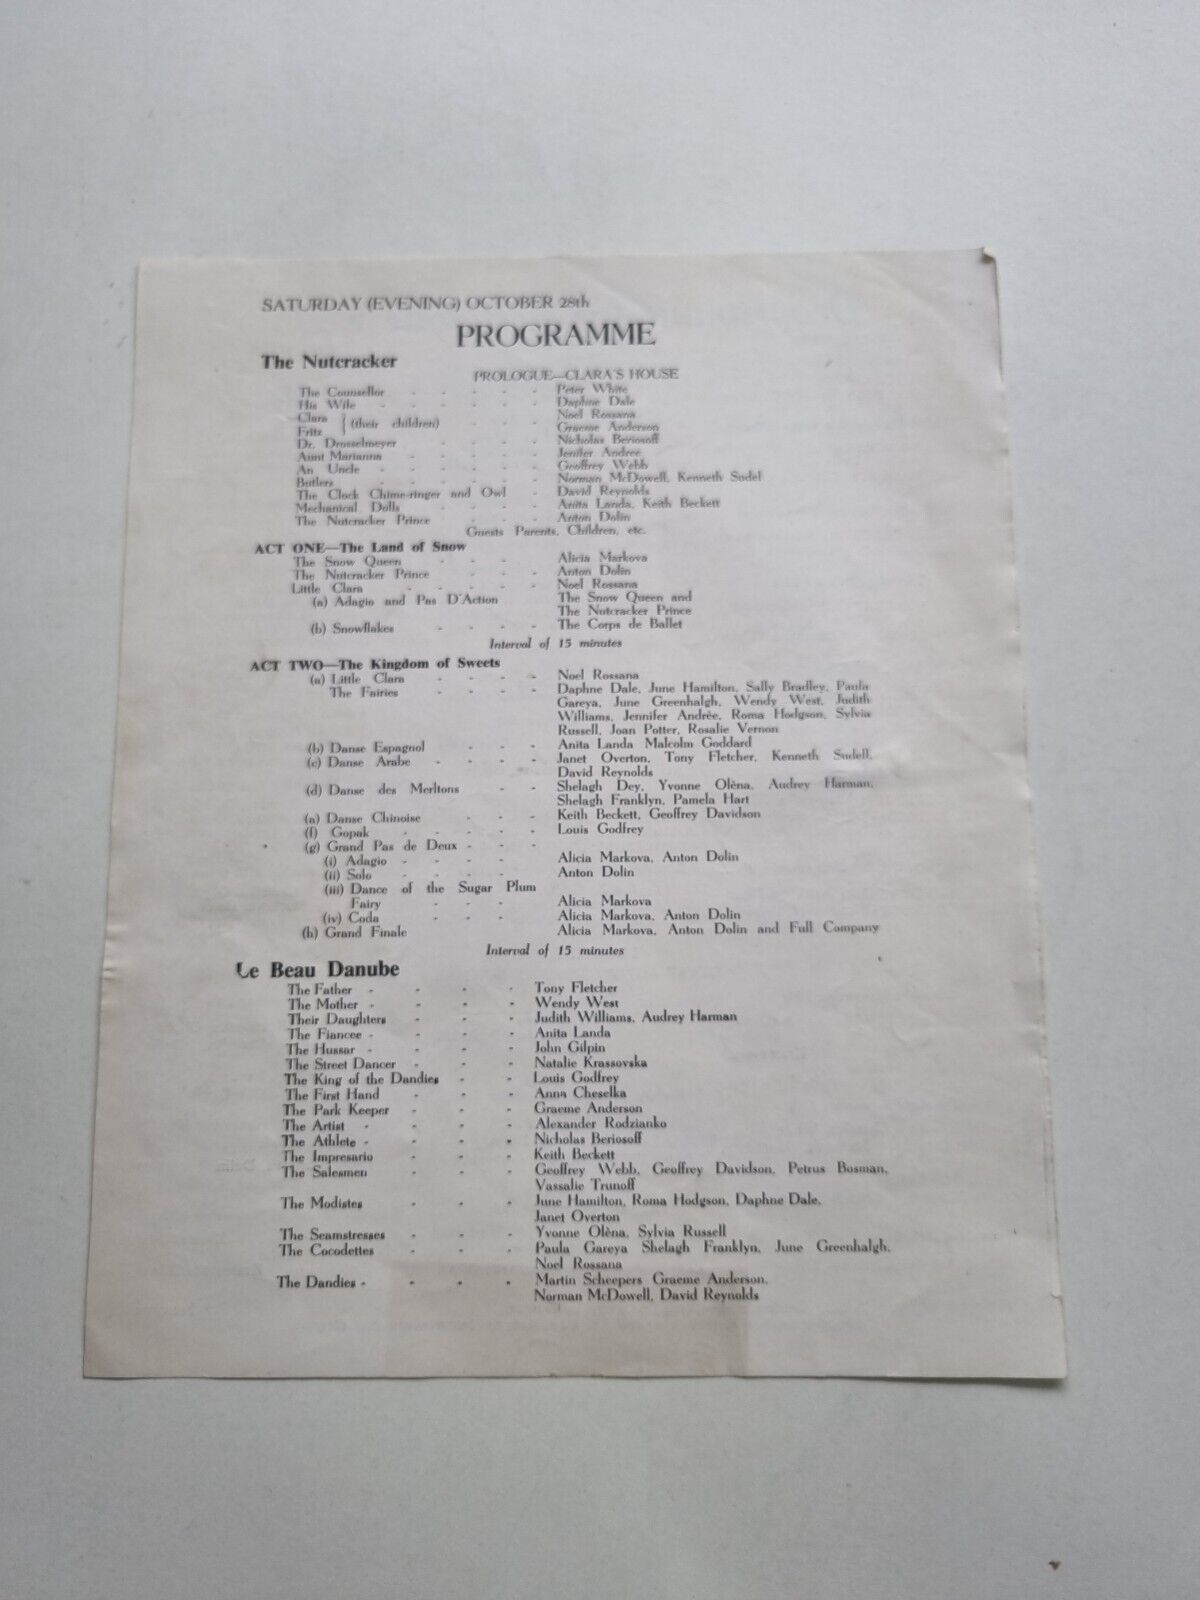 SATURDAY (EVENING) OCTOBER 28th
PROGRAMME
The Nutcracker
PROLOGUE—CLARA'S HOUSE
The Counsellor - - - - - Peter White
His Wife - - - - - - Daphne Dale
Clara } (their children) - - - Noel Rossana
Fritz Graeme Anderson
Dr. Drosselmeyer - - - - Nicholas Beriosoff
Aunt Marianna - - - - - Jenifer Andree
An Uncle - - - - - - Geoffrey Webb
Butlers - - - - - - Norman McDowell, Kenneth Sudel
The Clock Chime-ringer and Owl - David Reynolds
Mechanical Dolls - - - - Anita Landa, Keith Beckett
The Nutcracker Prince - - - Anton Dolin
Guests Parents, Children, etc.
ACT ONE—The Land of Snow
The Snow Queen - - - Alicia Markova
The Nutcracker Prince - - - Anton Dolin
Little Clara - - - - - Noel Rossana
(a) Adagio and Pas D'Action The Snow Queen and
The Nutcracker Prince
(b) Snowflakes - - - - The Corps de Ballet
Interval of 15 minutes
ACT TWO—The Kingdom of Sweets
(a) Little Clara - - - - Noel Rossana
The Fairies - - - - Daphne Dale, June Hamilton, Sally Bradley, Paula
Gareya, June Greenhalgh, Wendy West, Judith
Williams, Jennifer Andrèe, Roma Hodgson, Sylvia
Russell, Joan Potter, Rosalie Vernon
(b) Danse Espagnol - - - Anita Landa Malcolm Goddard
(c) Danse Arabe - - - - Janet Overton, Tony Fletcher, Kenneth Sudell,
David Reynolds
(d) Danse des Merltons - - Shelagh Dey, Yvonne Olèna, Audrey Harman,
Shelagh Franklyn, Pamela Hart
(a) Danse Chinoise - - - Keith Beckett, Geoffrey Davidson
(f) Gopak - - - - - Louis Godfrey
(g) Grand Pas de Deux - - -
(i) Adagio - - - - Alicia Markova, Anton Dolin
(ii) Solo - - - - Anton Dolin
(iii) Dance of the Sugar Plum
Fairy - - - Alicia Markova
(iv) Coda - - - Alicia Markova, Anton Dolin
(h) Grand Finale Alicia Markova, Anton Dolin and Full Company
Interval of 15 minutes
Le Beau Danube
The Father - - - - Tony Fletcher
The Mother - - - - Wendy West
Their Daughters - - - Judith Williams, Audrey Harman
The Fiancee - - - - Anita Landa
The Hussar - - - - John Gilpin
The Street Dancer - - - Natalie Krassovska
The King of the Dandies - - Louis Godfrey
The First Hand - - - Anna Cheselka
The Park Keeper - - - Graeme Anderson
The Artist - - - - Alexander Rodzianko
The Athlete - - - - Nicholas Beriosoff
The Impresario - - - Keith Beckett
The Salesmen - - - Geoffrey Webb, Geoffrey Davidson, Petrus Bosman,
Vassalie Trunoff
The Modistes - - - June Hamilton, Roma Hodgson, Daphne Dale,
Janet Overton
The Seamstresses - - - Yvonne Olèna, Sylvia Russell
The Cocodettes - - - Paula Gareya Shelagh Franklyn, June Greenhalgh,
Noel Rossana
The Dandies - - - - Martin Scheepers Graeme Anderson,
Norman McDowell, David Reynolds